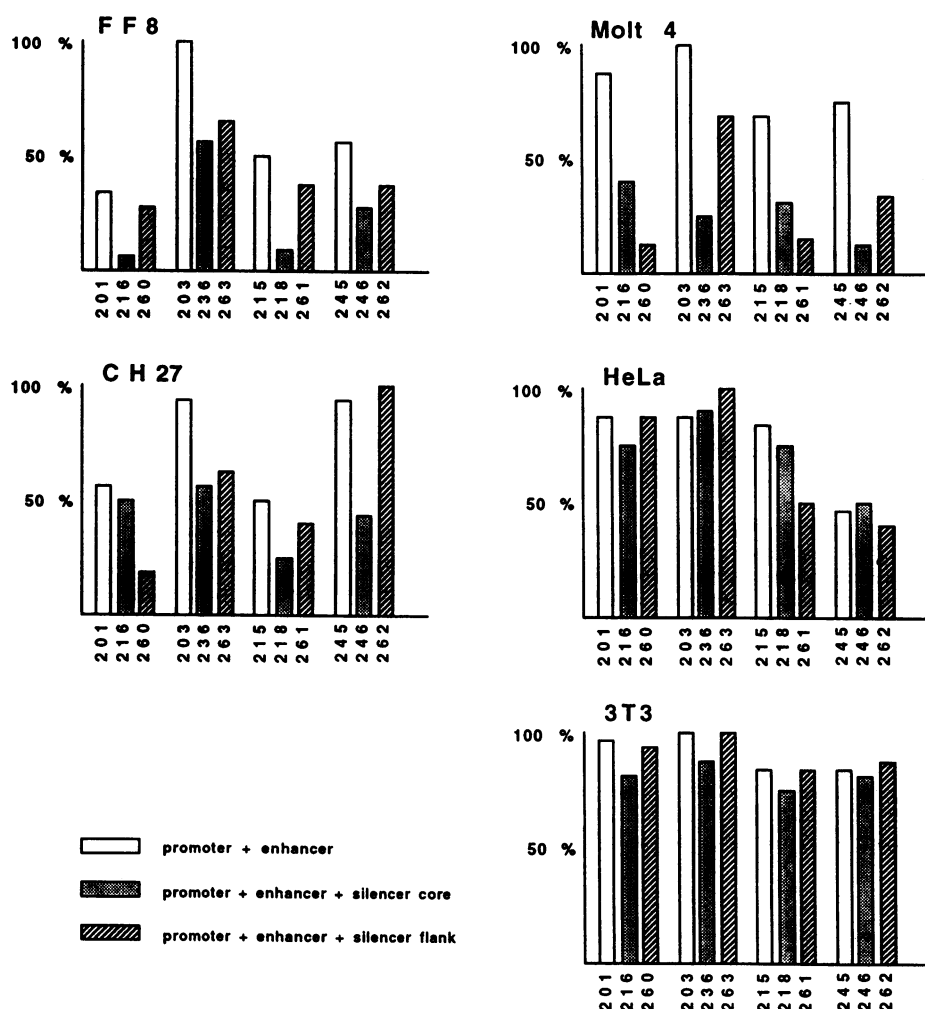 F F 8
100 %
50 %
201 216 260 203 236 263 215 218 261 245 246 262
Molt 4
100 %
50 %
201 216 260 203 236 263 215 218 261 245 246 262
C H 27
100 %
50 %
201 216 260 203 236 263 215 218 261 245 246 262
HeLa
100 %
50 %
201 216 260 203 236 263 215 218 261 245 246 262
3T3
100 %
50 %
201 216 260 203 236 263 215 218 261 245 246 262
promoter + enhancer
promoter + enhancer + silencer core
promoter + enhancer + silencer flank